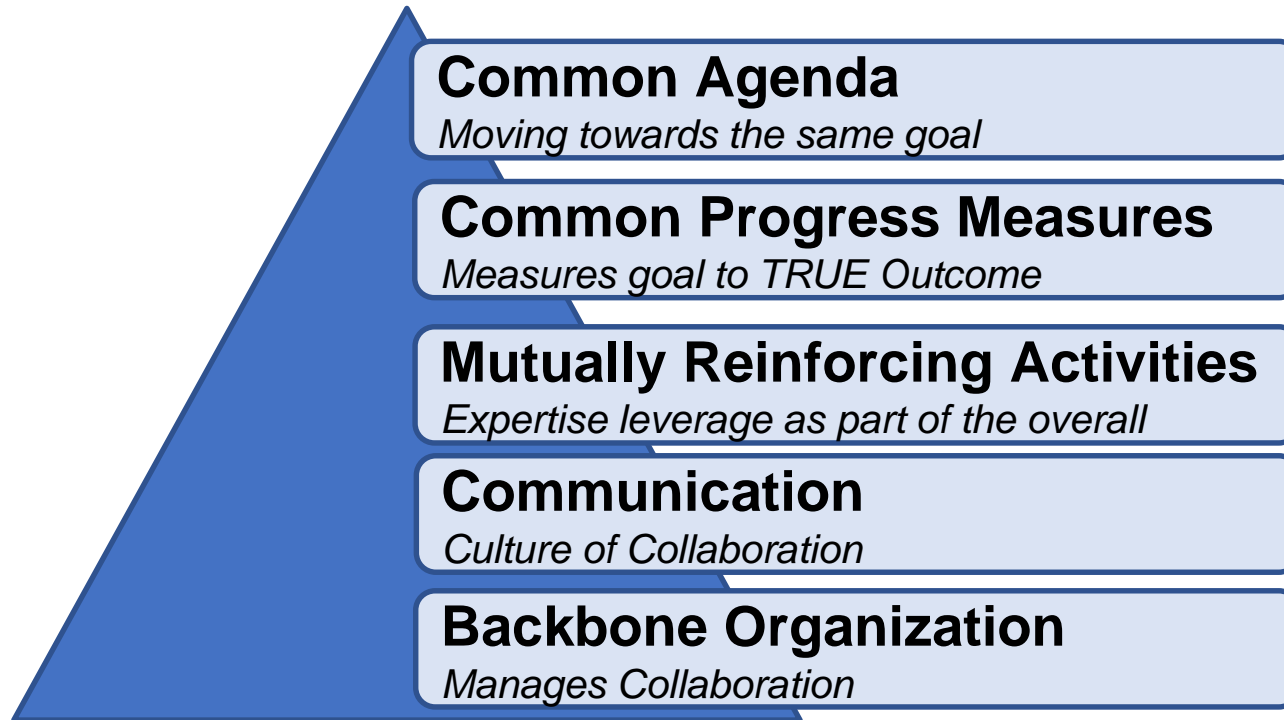 Common Agenda
Moving towards the same goal
Common Progress Measures
Measures goal to TRUE Outcome
Mutually Reinforcing Activities
Expertise leverage as part of the overall
Communication
Culture of Collaboration
Backbone Organization
Manages Collaboration